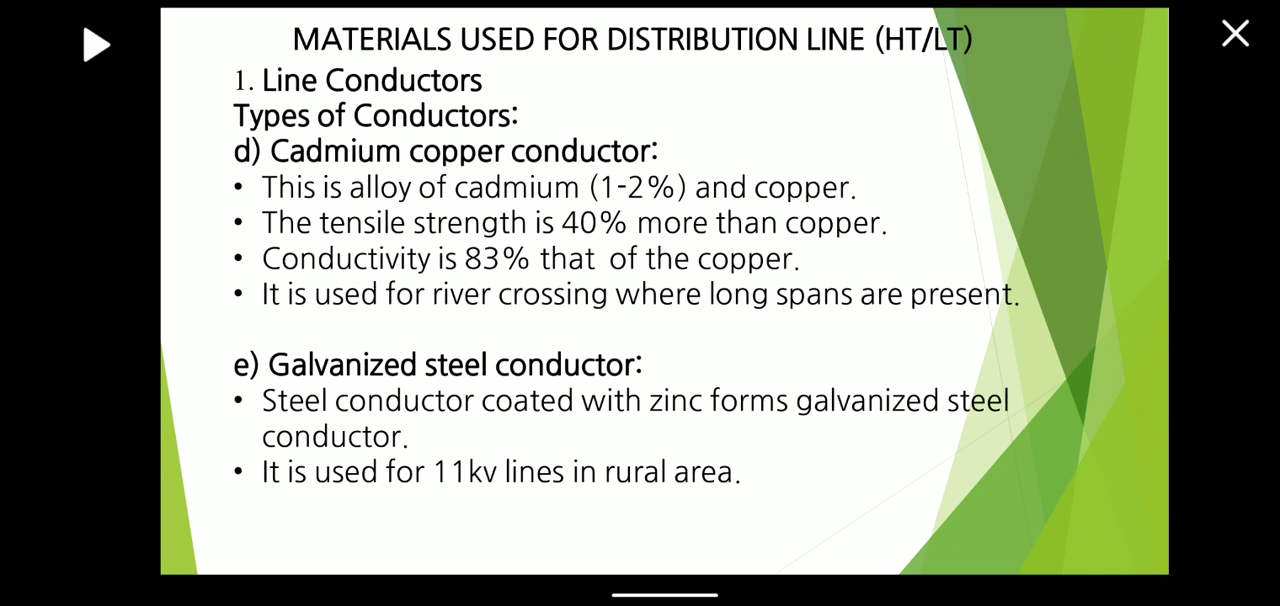 MATERIALS USED FOR DISTRIBUTION LINE (HT/LT)
1. Line Conductors
Types of Conductors:
d) Cadmium copper conductor:
• This is alloy of cadmium (1-2%) and copper.
• The tensile strength is 40% more than copper.
• Conductivity is 83% that of the copper.
• It is used for river crossing where long spans are present.
e) Galvanized steel conductor:
• Steel conductor coated with zinc forms galvanized steel
conductor.
• It is used for 11kv lines in rural area.